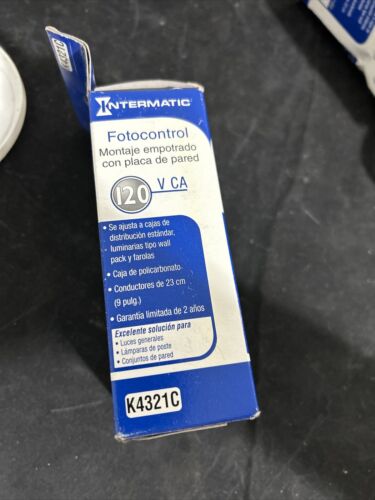 K4321C
INTERMATIC
Fotocontrol
Montaje empotrado
con placa de pared
120 V CA
• Se ajusta a cajas de
distribución estándar,
luminarias tipo wall
pack y farolas
• Caja de policarbonato
• Conductores de 23 cm
(9 pulg.)
• Garantía limitada de 2 años
Excelente solución para
• Luces generales
• Lámparas de poste
• Conjuntos de pared
K4321C